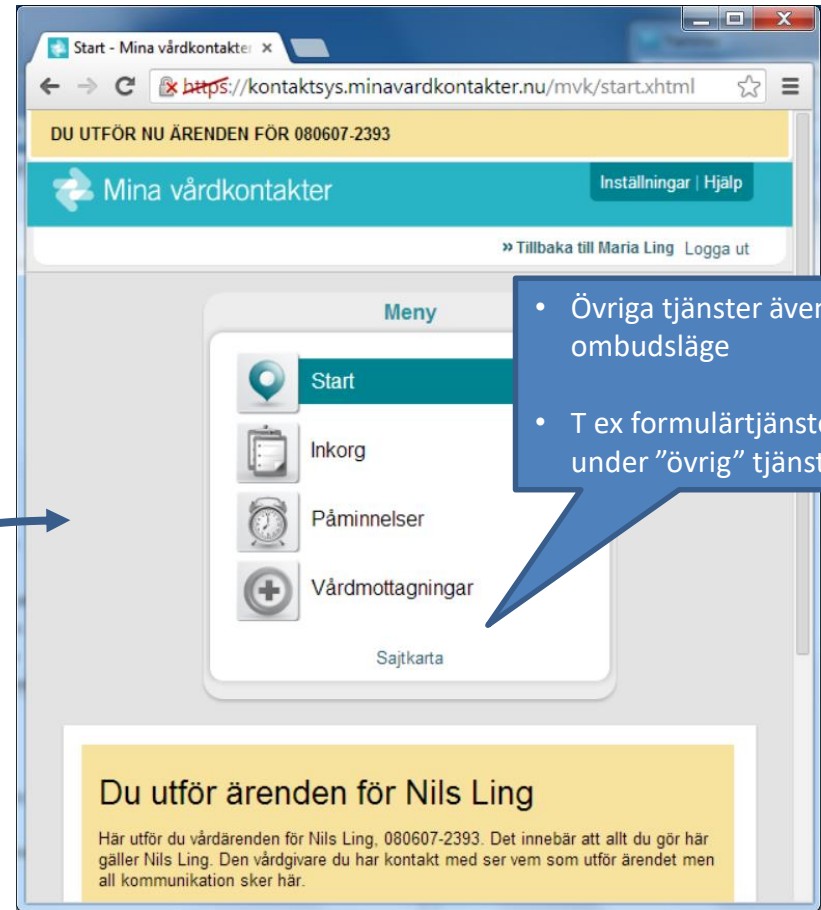 Start - Mina vårdkontakter
https://kontaktsys.minavardkontakter.nu/mvk/start.xhtml
DU UTFÖR NU ÄRENDEN FÖR 080607-2393
Mina vårdkontakter
Inställningar | Hjälp
» Tillbaka till Maria Ling Logga ut
Meny
Start
Inkorg
Påminnelser
Vårdmottagningar
Sajtkarta
• Övriga tjänster även
ombudsläge
• T ex formulärtjänste
under ”övrig” tjänst
Du utför ärenden för Nils Ling
Här utför du vårdärenden för Nils Ling, 080607-2393. Det innebär att allt du gör här
gäller Nils Ling. Den vårdgivare du har kontakt med ser vem som utför ärendet men
all kommunikation sker här.